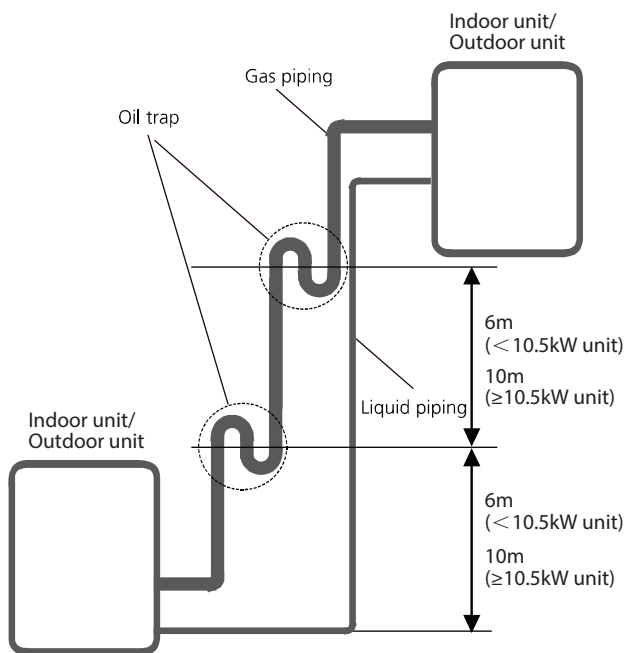 Indoor unit/
Outdoor unit
Gas piping
Oil trap
6m
(<10.5kW unit)
10m
(≥10.5kW unit)
Liquid piping
Indoor unit/
Outdoor unit
6m
(<10.5kW unit)
10m
(≥10.5kW unit)